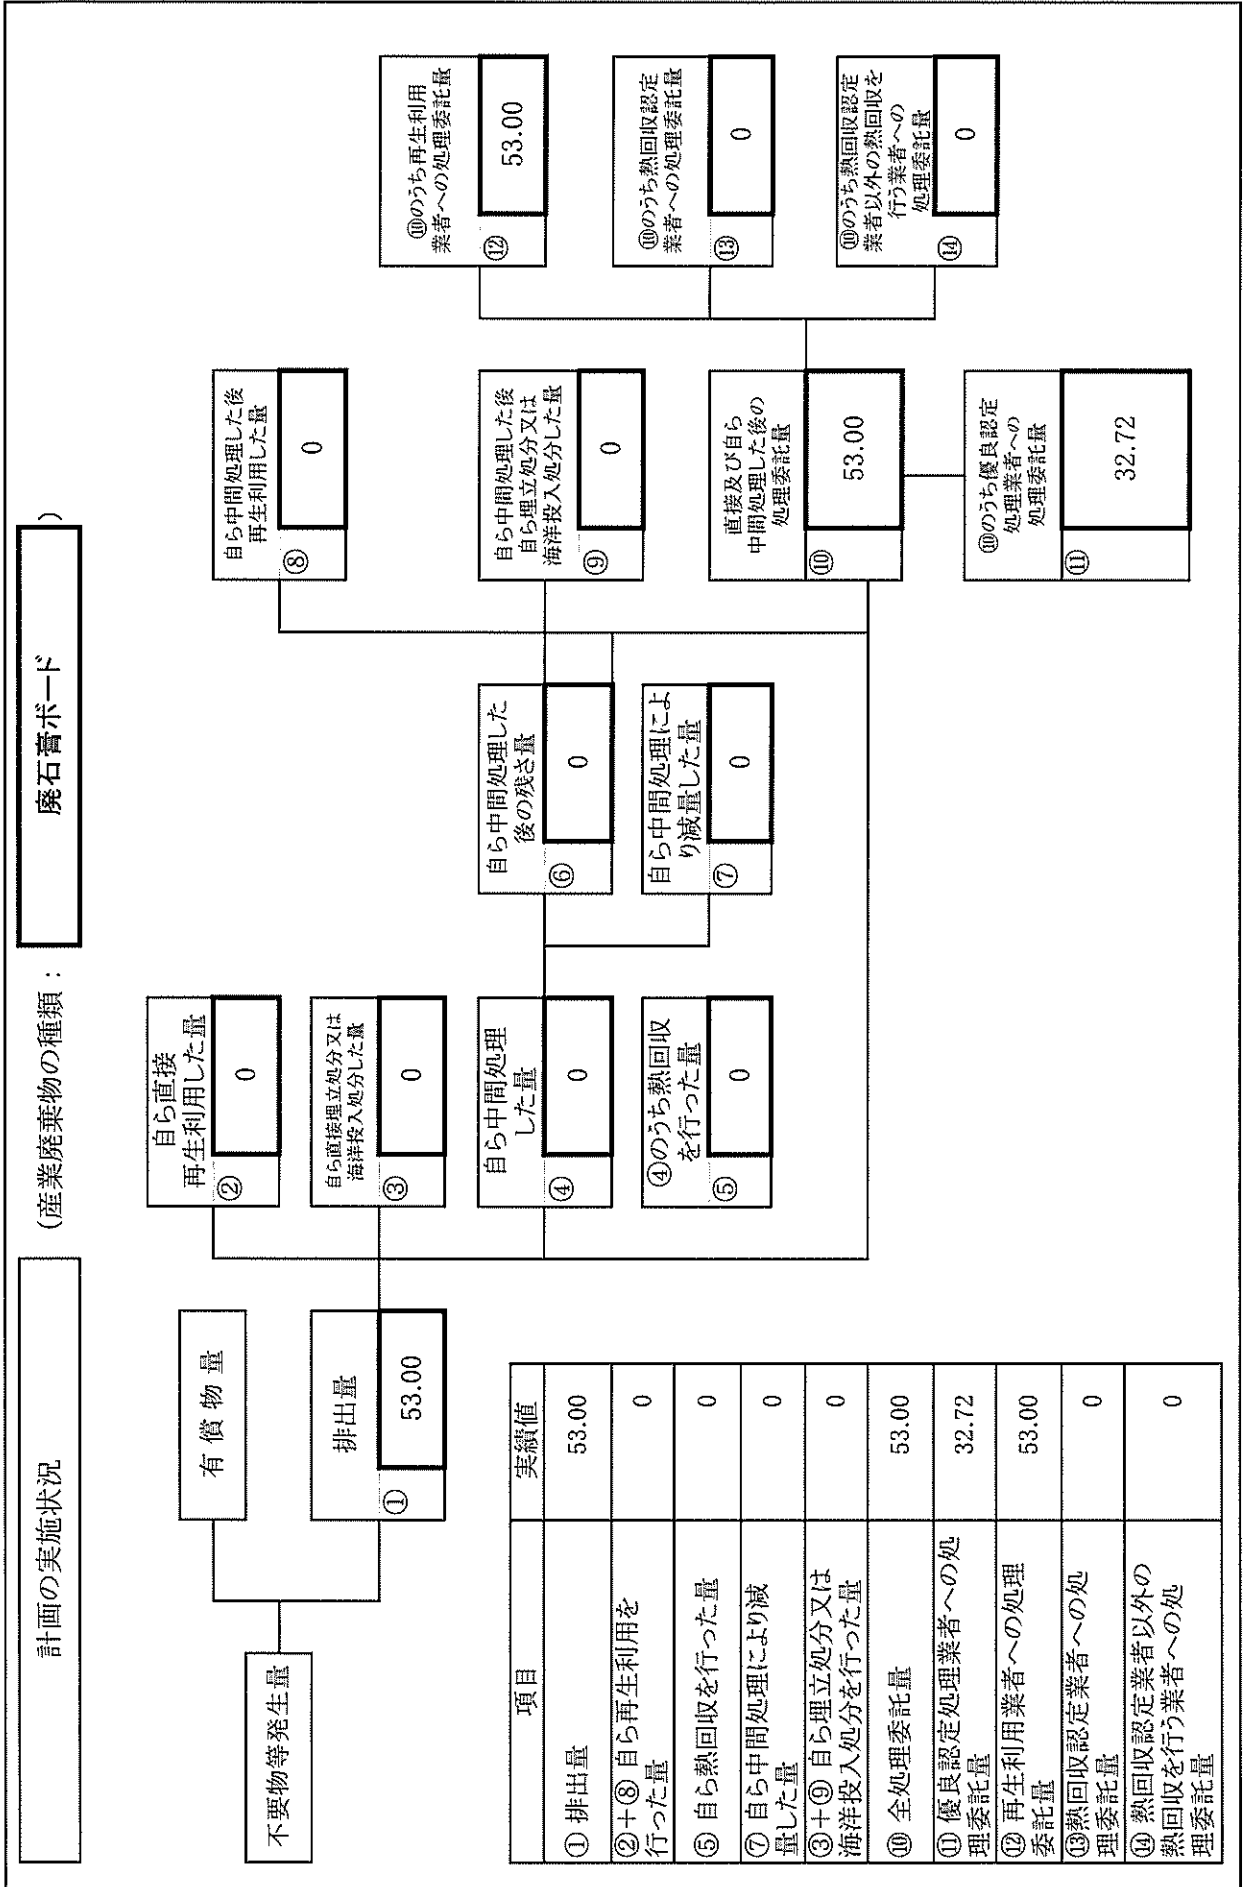 計画の実施状況
(産業廃棄物の種類：
廃石膏ボード
)
不要物等発生量
有 償 物 量
排出量
①
53.00
自ら直接
再生利用した量
②
0
自ら直接埋立処分又は
海洋投入処分した量
③
0
自ら中間処理
した量
④
0
④のうち熱回収
を行った量
⑤
0
自ら中間処理した
後の残さ量
⑥
0
自ら中間処理によ
り減量した量
⑦
0
自ら中間処理した後
再生利用した量
⑧
0
自ら中間処理した後
自ら埋立処分又は
海洋投入処分した量
⑨
0
直接及び自ら
中間処理した後の
処理委託量
⑩
53.00
⑩のうち優良認定
処理業者への
処理委託量
⑪
32.72
⑩のうち再生利用
業者への処理委託量
⑫
53.00
⑩のうち熱回収認定
業者への処理委託量
⑬
0
⑩のうち熱回収認定
業者以外の熱回収を
行う業者への
処理委託量
⑭
0
項目
実績値
① 排出量
53.00
②＋⑧ 自ら再生利用を
行った量
0
⑤ 自ら熱回収を行った量
0
⑦ 自ら中間処理により減
量した量
0
③＋⑨ 自ら埋立処分又は
海洋投入処分を行った量
0
⑩ 全処理委託量
53.00
⑪ 優良認定処理業者への処
理委託量
32.72
⑫ 再生利用業者への処理
委託量
53.00
⑬熱回収認定業者への処
理委託量
0
⑭ 熱回収認定業者以外の
熱回収を行う業者への処
理委託量
0